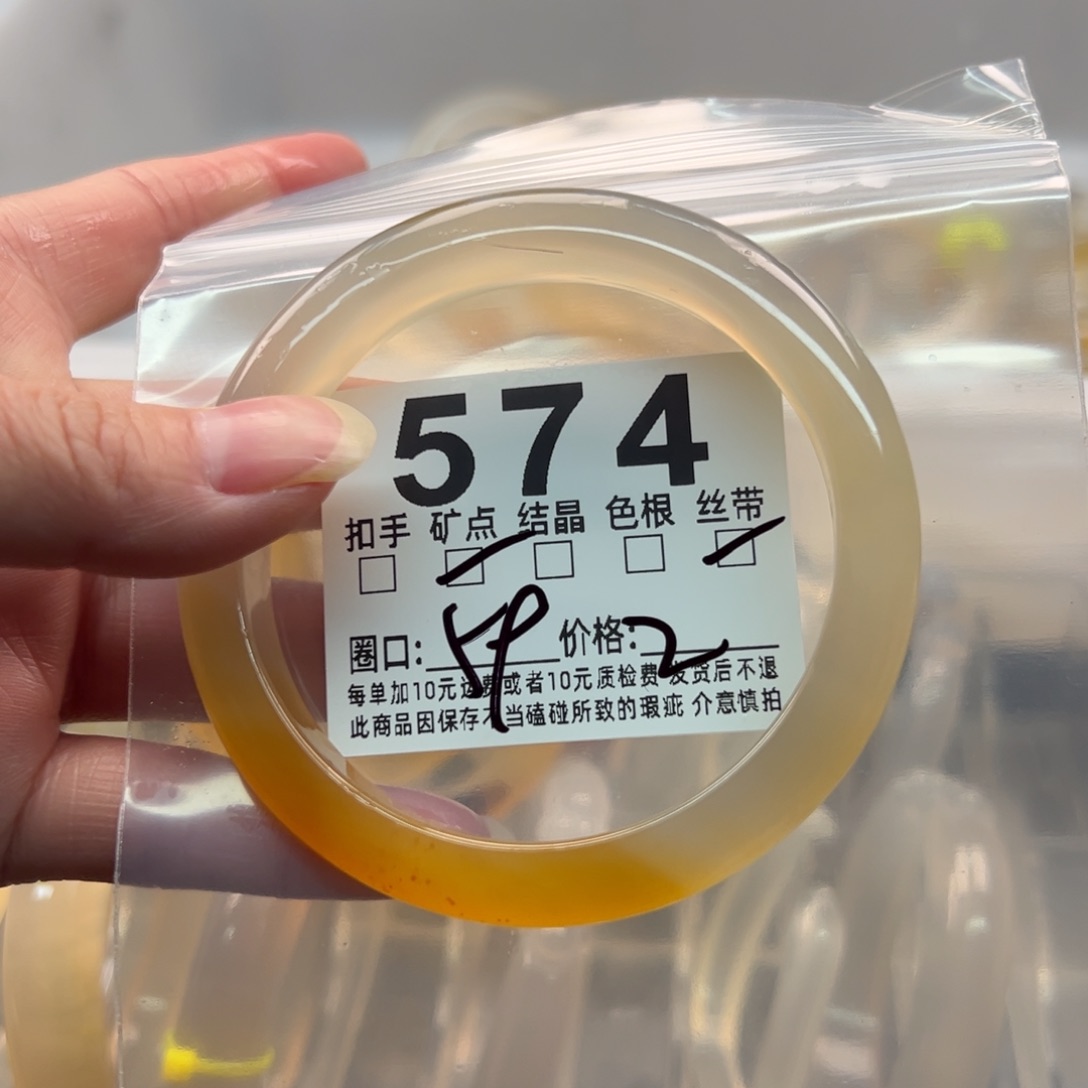 574
扣手 矿点 结晶 色根 丝带
圈口: 59 价格: 2
每单加10元运费或者10元质检费 发货后不退
此商品因保存不当磕碰所致的瑕疵 介意慎拍